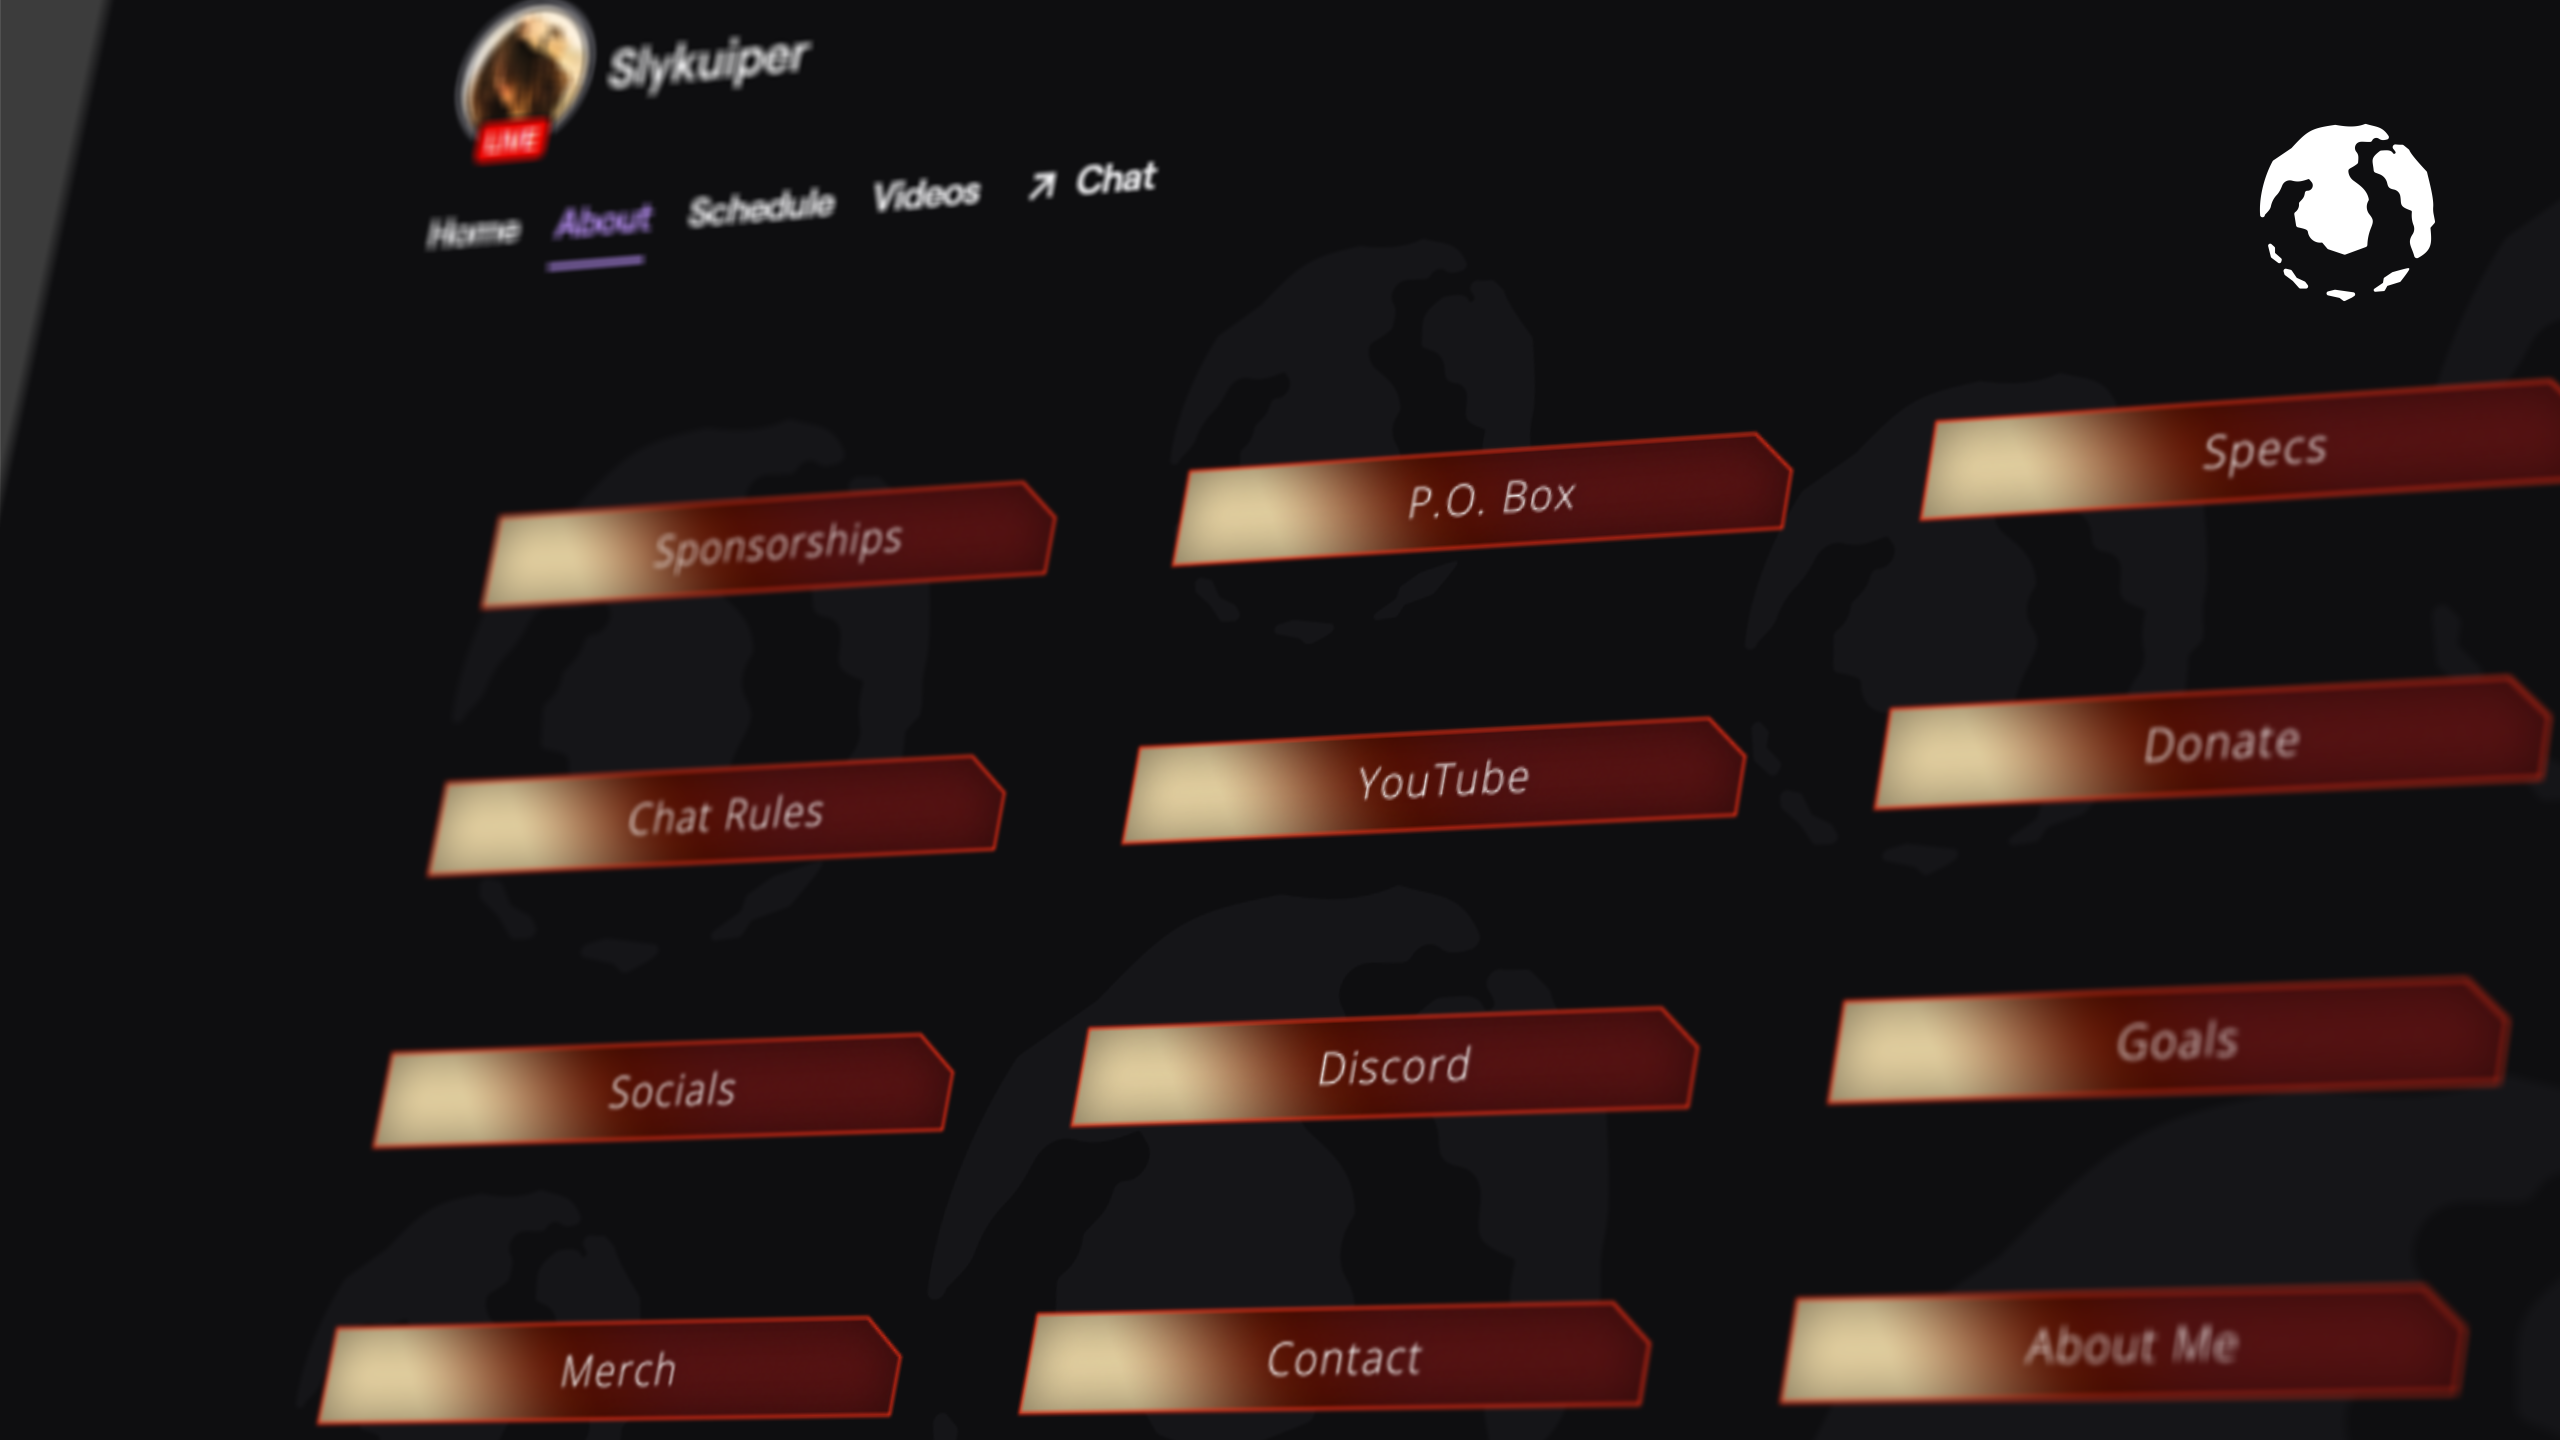 Slykuiper
LIVE
Home About Schedule Videos Chat
Sponsorships P.O. Box Specs
Chat Rules YouTube Donate
Socials Discord Goals
Merch Contact About Me